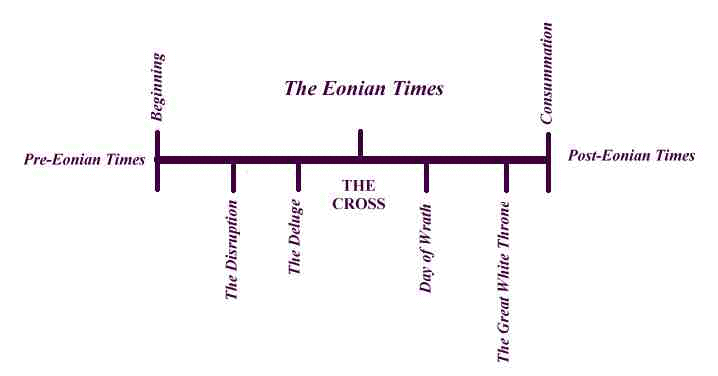 Beginning
Consummation
The Eonian Times
Pre-Eonian Times
Post-Eonian Times
THE
CROSS
The Disruption
The Deluge
Day of Wrath
The Great White Throne